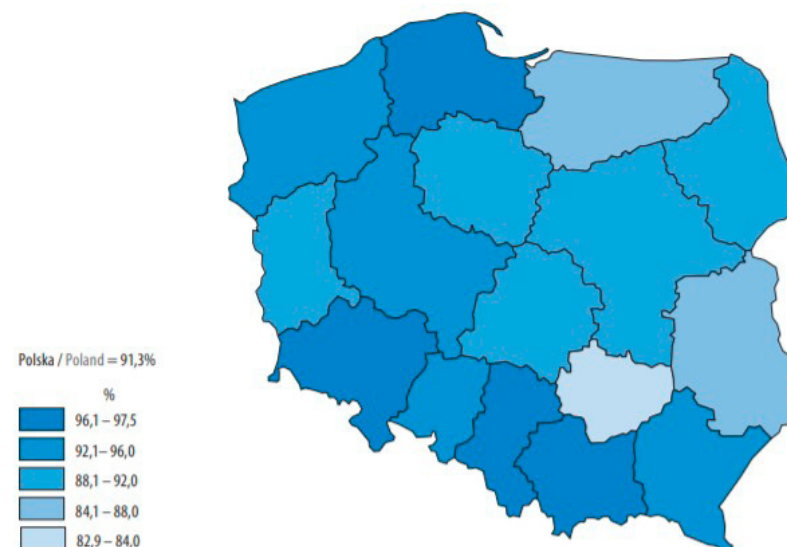 Polska / Poland = 91,3%
%
96,1 – 97,5
92,1– 96,0
88,1 – 92,0
84,1 – 88,0
82,9 – 84,0